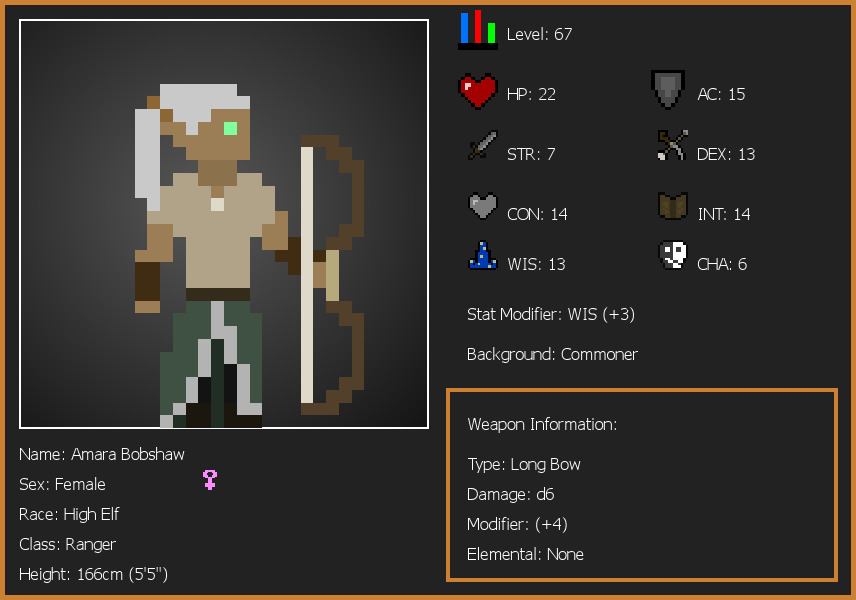 Level: 67
HP: 22
AC: 15
STR: 7
DEX: 13
CON: 14
INT: 14
WIS: 13
CHA: 6
Stat Modifier: WIS (+3)
Background: Commoner
Weapon Information:
Type: Long Bow
Damage: d6
Modifier: (+4)
Elemental: None
Name: Amara Bobshaw
Sex: Female
Race: High Elf
Class: Ranger
Height: 166cm (5'5")